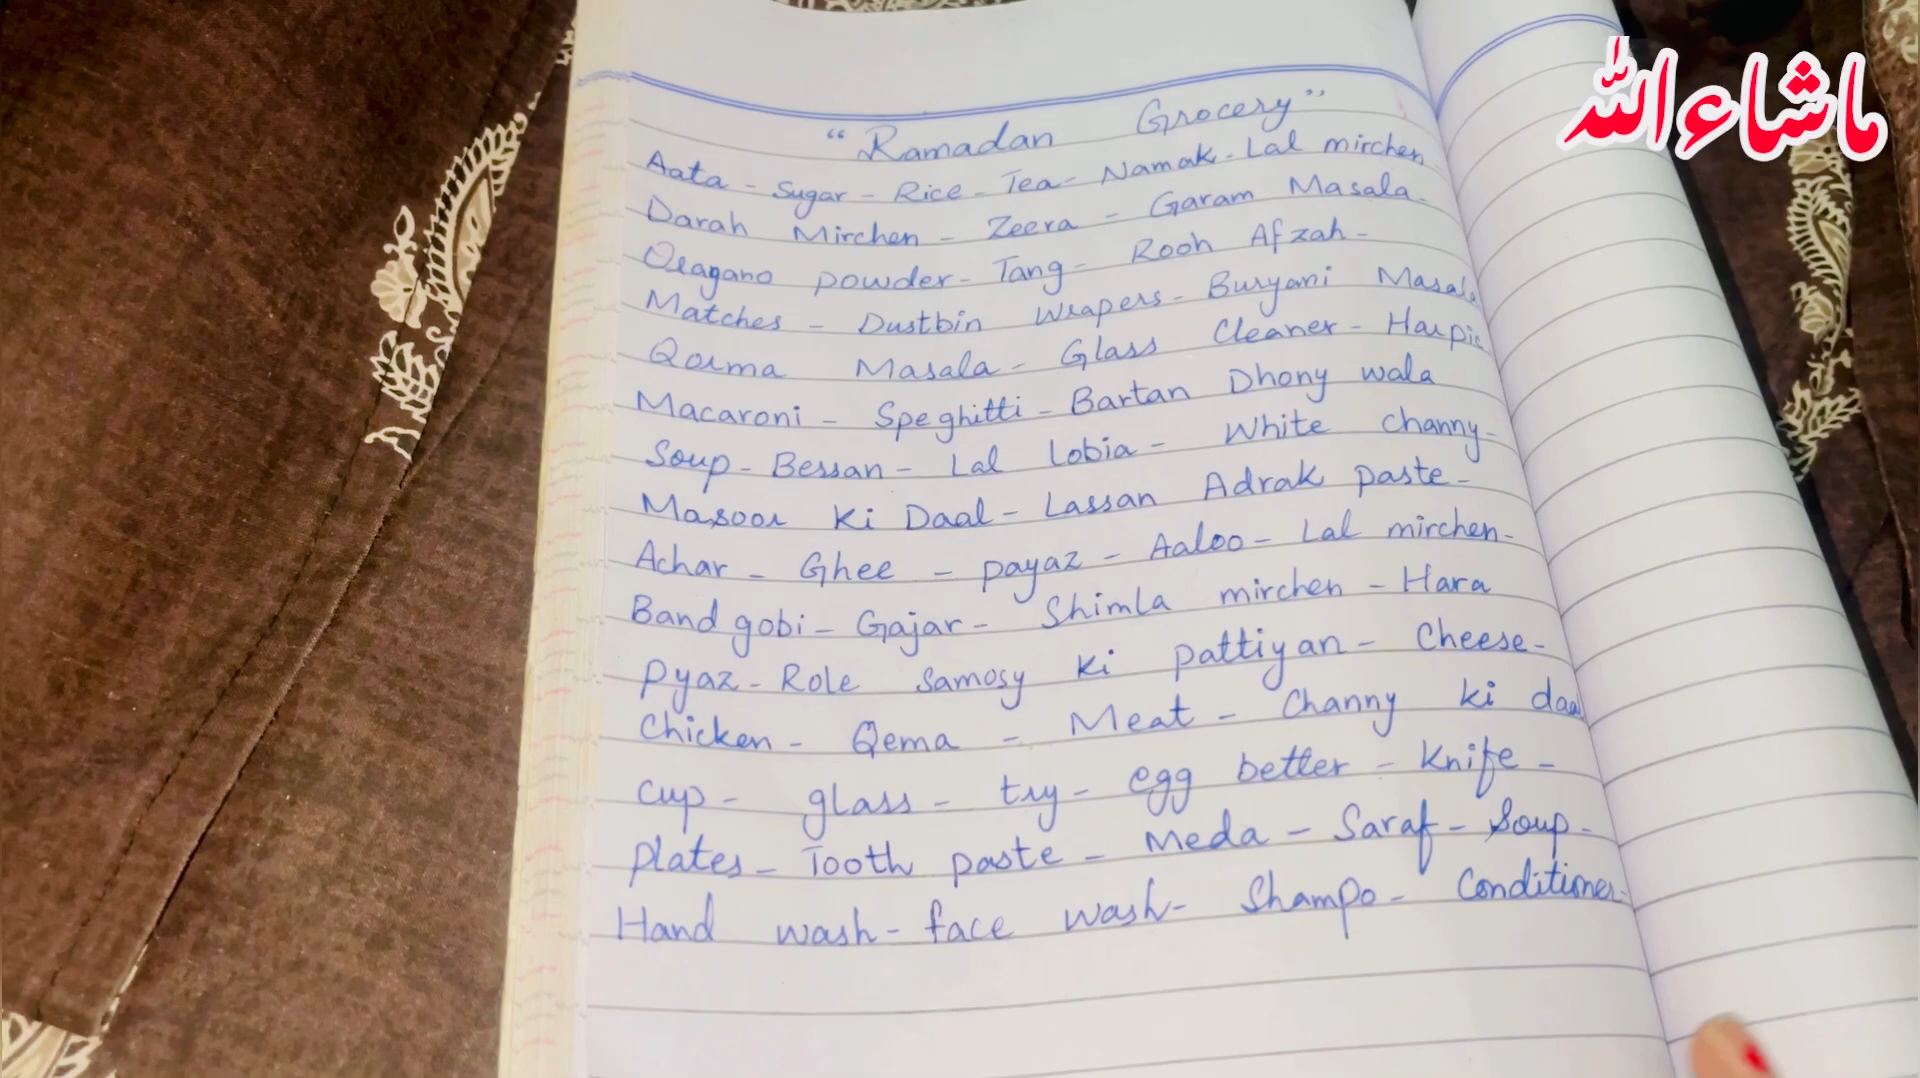 ماشاءالله
"Ramadan Grocery"
Aata - Sugar - Rice - Tea - Namak - Lal mirchen
Darah Mirchen - Zeera - Garam Masala -
Oragano powder - Tang - Rooh Afzah -
Matches - Dustbin Wrapers - Buryani Masala
Qorma Masala - Glass Cleaner - Harpic
Macaroni - Speghitti - Bartan Dhony wala
Soup - Bessan - Lal Lobia - White Channy -
Masoor Ki Daal - Lassan Adrak paste -
Achar - Ghee - payaz - Aaloo - Lal mirchen -
Band gobi - Gajar - Shimla mirchen - Hara
pyaz - Role samosy ki pattiyan - Cheese -
Chicken - Qema - Meat - Channy ki daal
cup - glass - try - egg better - Knife -
plates - Tooth paste - Meda - Saraf - Soup -
Hand wash - face wash - Shampo - Conditioner -